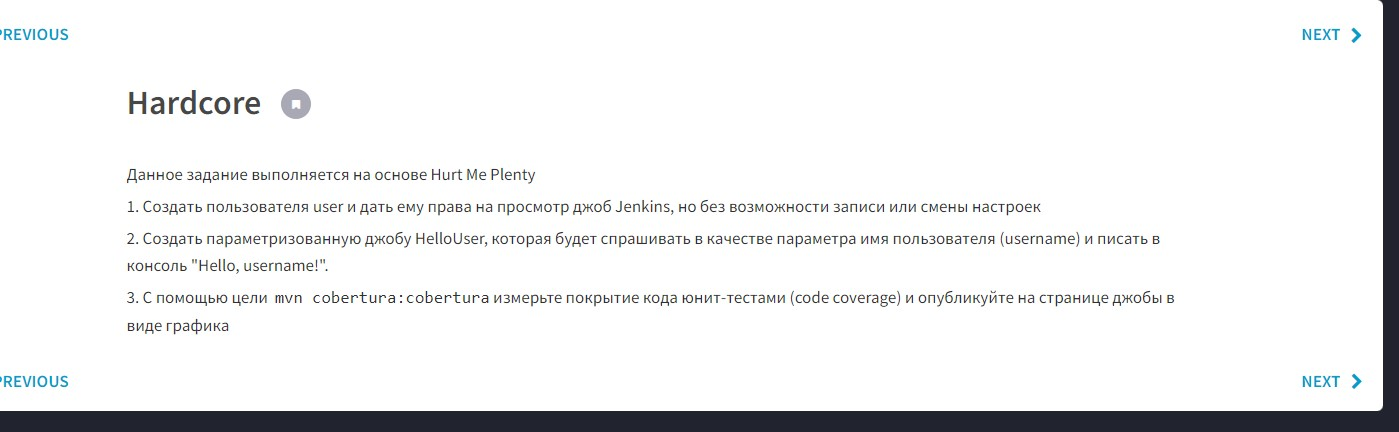 PREVIOUS
NEXT
Hardcore
Данное задание выполняется на основе Hurt Me Plenty
1. Создать пользователя user и дать ему права на просмотр джоб Jenkins, но без возможности записи или смены настроек
2. Создать параметризованную джобу HelloUser, которая будет спрашивать в качестве параметра имя пользователя (username) и писать в
консоль "Hello, username!".
3. С помощью цели mvn cobertura:cobertura измерьте покрытие кода юнит-тестами (code coverage) и опубликуйте на странице джобы в
виде графика
PREVIOUS
NEXT